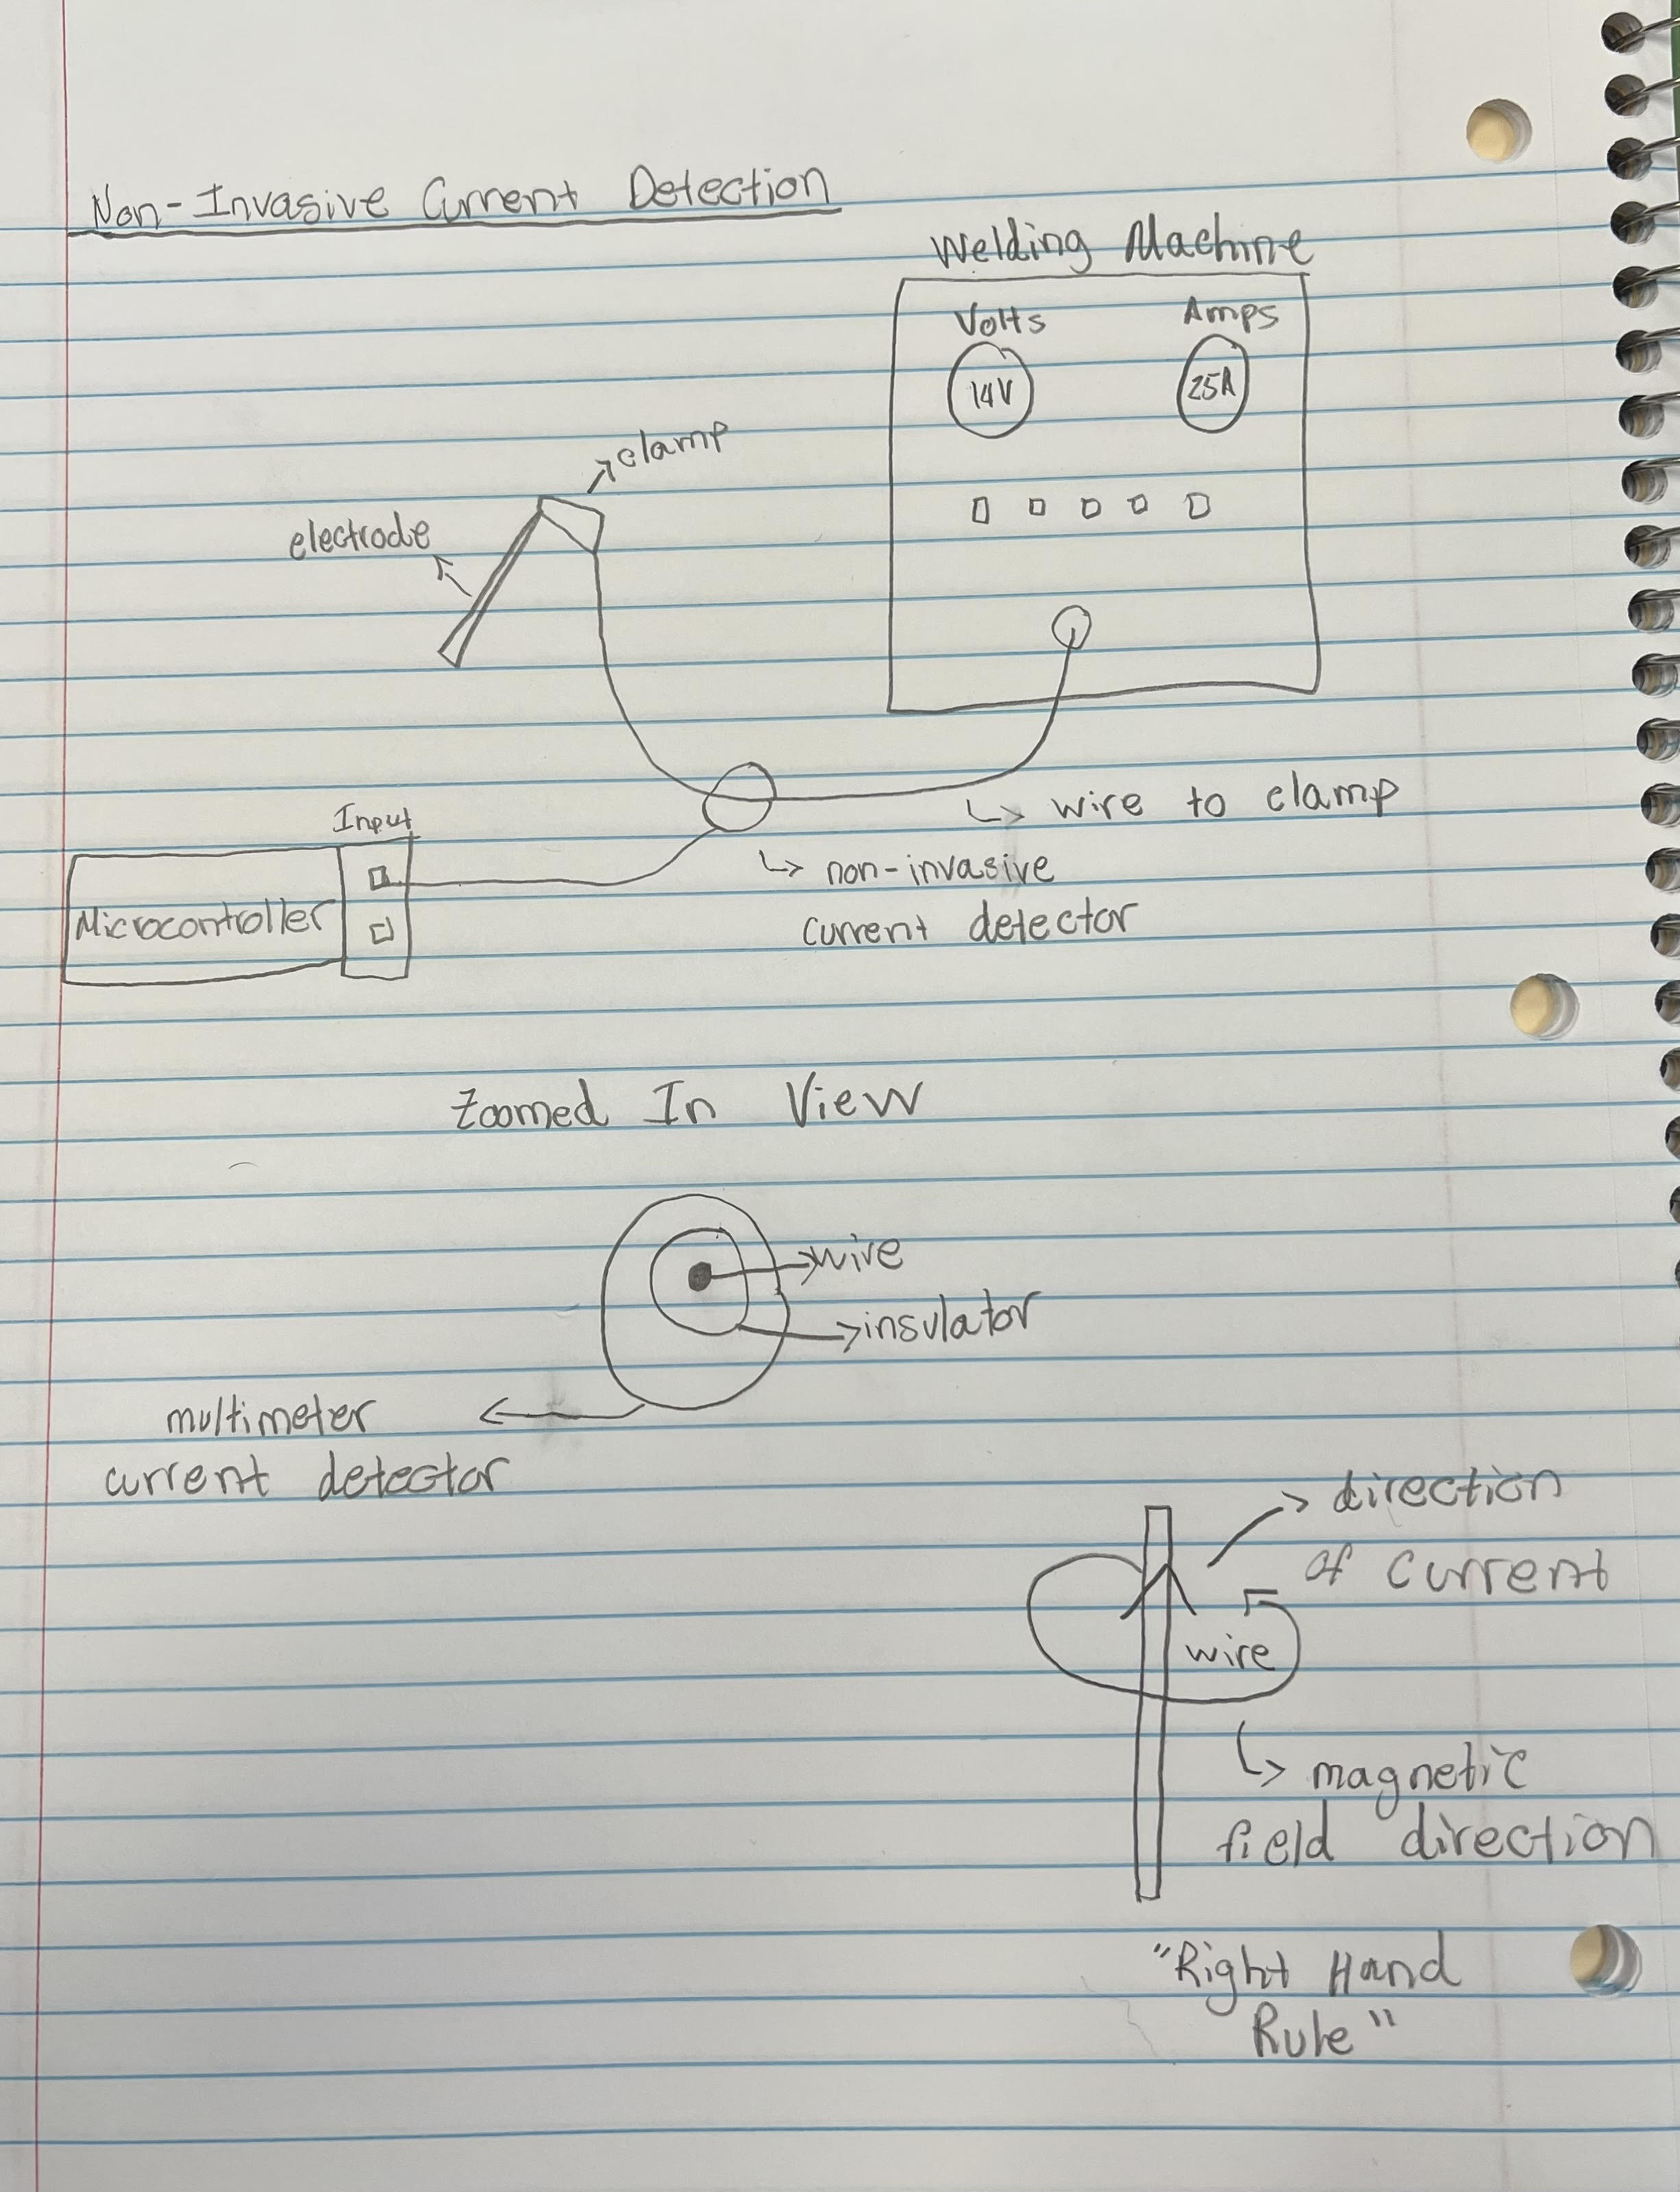 Non-Invasive Current Detection
Welding Machine
Volts
Amps
14V
25A
clamp
electrode
wire to clamp
Input
non-invasive
current detector
Microcontroller
Zoomed In View
wire
insulator
multimeter
current detector
direction
of current
wire
magnetic
field direction
"Right Hand
Rule"